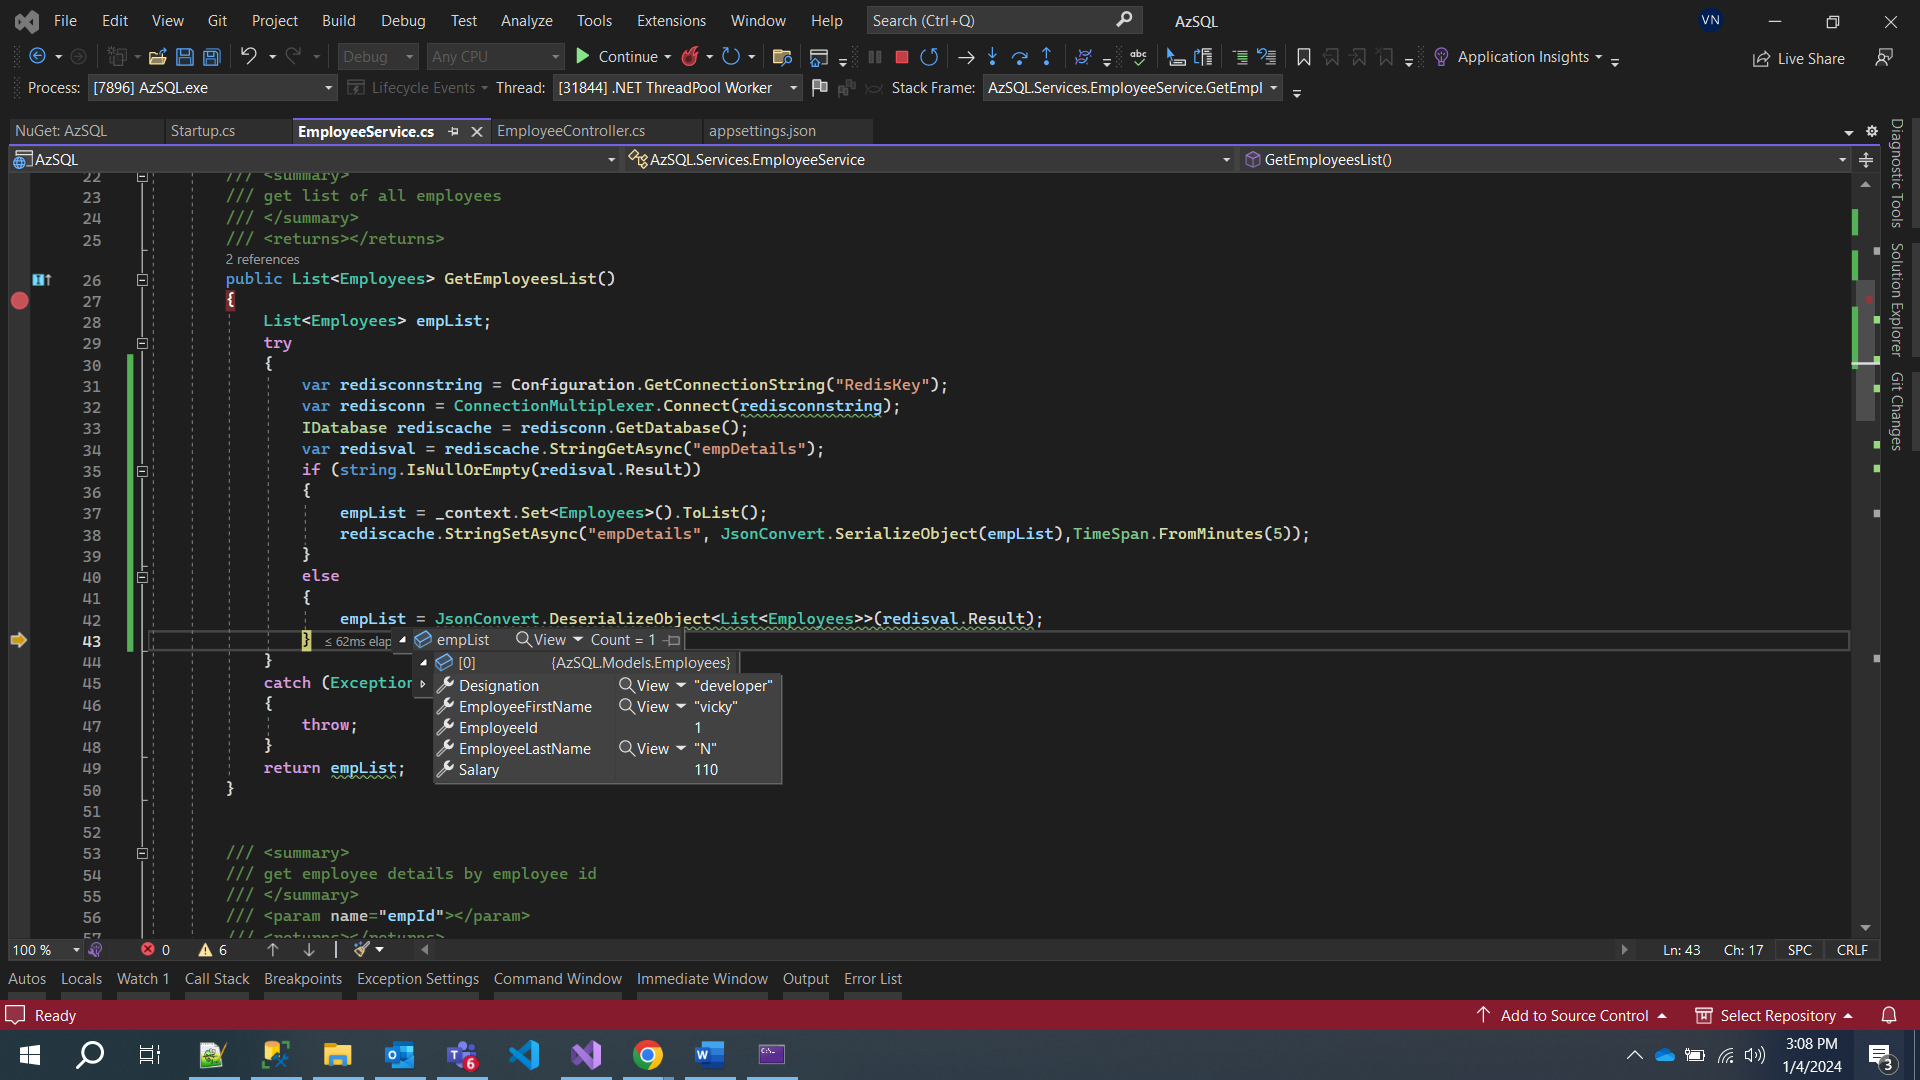 File Edit View Git Project Build Debug Test Analyze Tools Extensions Window Help Search (Ctrl+Q) AzSQL VN
Debug Any CPU Continue Application Insights Live Share
Process: [7896] AzSQL.exe Lifecycle Events Thread: [31844] .NET ThreadPool Worker Stack Frame: AzSQL.Services.EmployeeService.GetEmpl
NuGet: AzSQL Startup.cs EmployeeService.cs EmployeeController.cs appsettings.json
AzSQL AzSQL.Services.EmployeeService GetEmployeesList()
22 /// <summary>
23 /// get list of all employees
24 /// </summary>
25 /// <returns></returns>
2 references
26 public List<Employees> GetEmployeesList()
27 {
28 List<Employees> empList;
29 try
30 {
31 var redisconnstring = Configuration.GetConnectionString("RedisKey");
32 var redisconn = ConnectionMultiplexer.Connect(redisconnstring);
33 IDatabase rediscache = redisconn.GetDatabase();
34 var redisval = rediscache.StringGetAsync("empDetails");
35 if (string.IsNullOrEmpty(redisval.Result))
36 {
37 empList = _context.Set<Employees>().ToList();
38 rediscache.StringSetAsync("empDetails", JsonConvert.SerializeObject(empList),TimeSpan.FromMinutes(5));
39 }
40 else
41 {
42 empList = JsonConvert.DeserializeObject<List<Employees>>(redisval.Result);
43 } ≤ 62ms elap empList View Count = 1
44 }
[0] {AzSQL.Models.Employees}
45 catch (Exception
Designation View "developer"
46 {
EmployeeFirstName View "vicky"
47 throw;
EmployeeId 1
48 }
EmployeeLastName View "N"
49 return empList;
Salary 110
50 }
51
52
53 /// <summary>
54 /// get employee details by employee id
55 /// </summary>
56 /// <param name="empId"></param>
57 /// <returns></returns>
Diagnostic Tools
Solution Explorer
Git Changes
100 % 0 6 Ln: 43 Ch: 17 SPC CRLF
Autos Locals Watch 1 Call Stack Breakpoints Exception Settings Command Window Immediate Window Output Error List
Ready Add to Source Control Select Repository
6
3:08 PM
1/4/2024
3